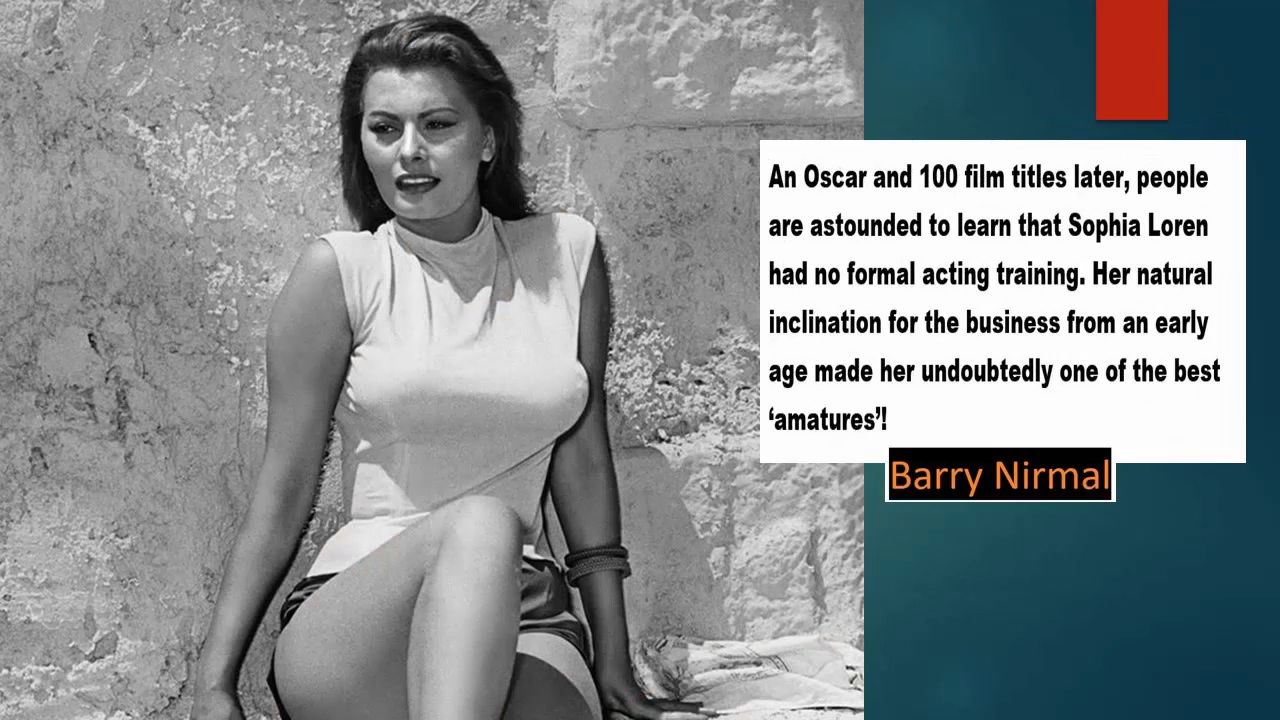 An Oscar and 100 film titles later, people
are astounded to learn that Sophia Loren
had no formal acting training. Her natural
inclination for the business from an early
age made her undoubtedly one of the best
‘amatures’!
Barry Nirmal